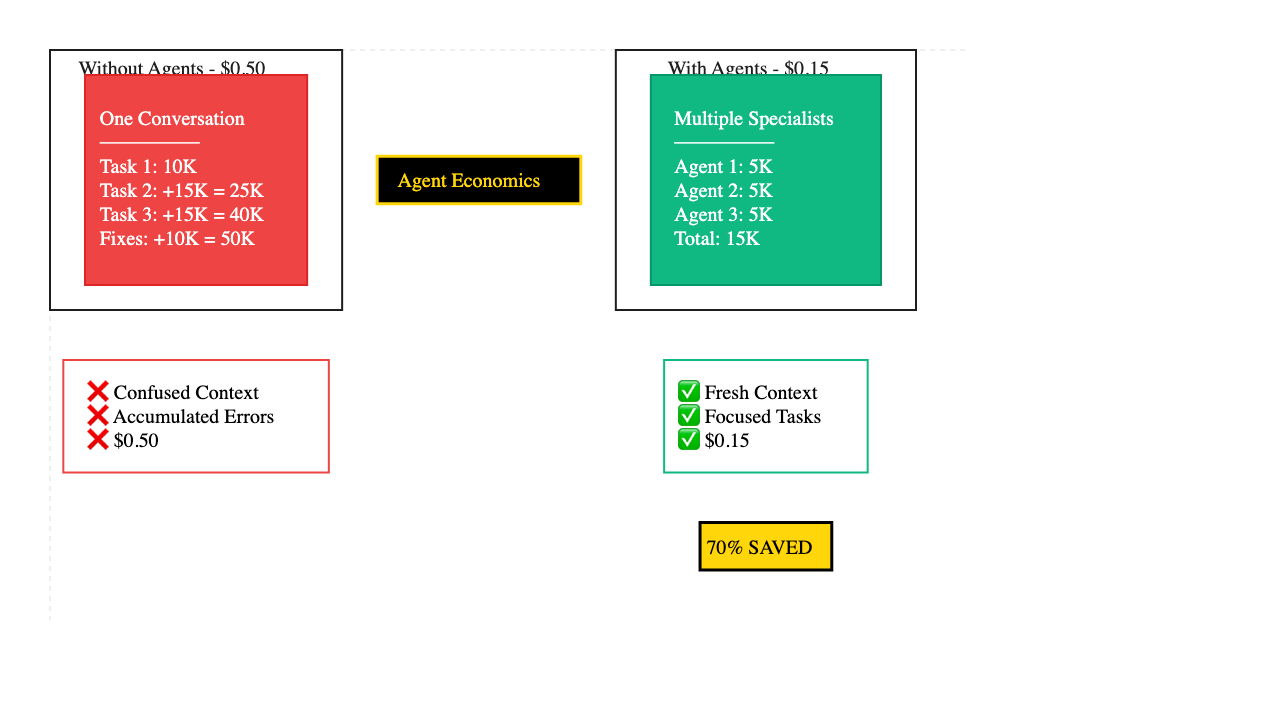 Without Agents - $0.50
One Conversation
──────────
Task 1: 10K
Task 2: +15K = 25K
Task 3: +15K = 40K
Fixes: +10K = 50K
Agent Economics
With Agents - $0.15
Multiple Specialists
──────────
Agent 1: 5K
Agent 2: 5K
Agent 3: 5K
Total: 15K
❌ Confused Context
❌ Accumulated Errors
❌ $0.50
✅ Fresh Context
✅ Focused Tasks
✅ $0.15
70% SAVED